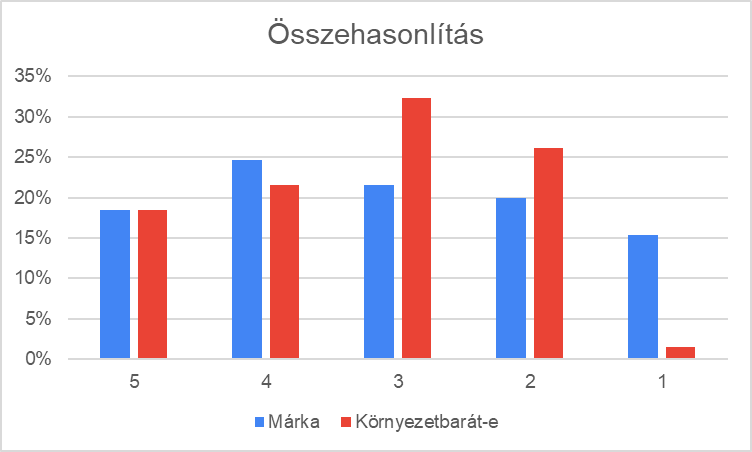 Összehasonlítás
35%
30%
25%
20%
15%
10%
5%
0%
5 4 3 2 1
Márka Környezetbarát-e